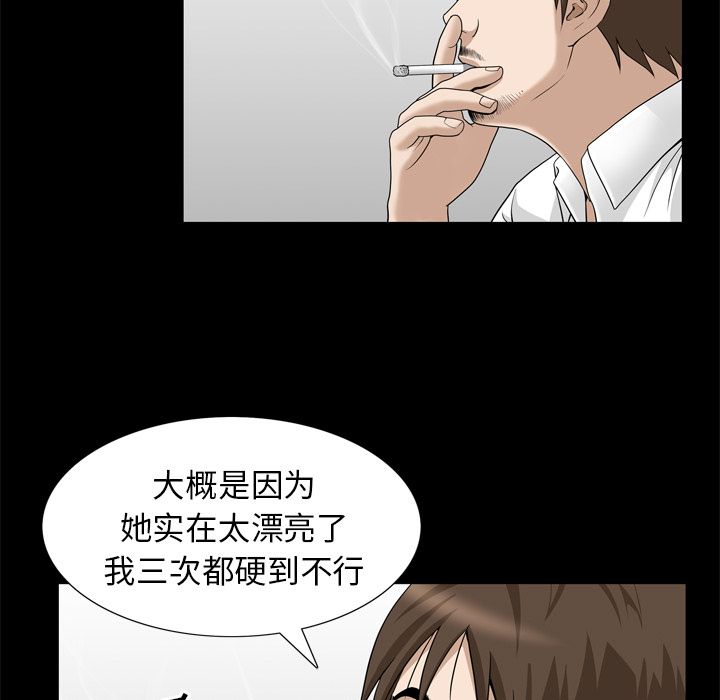 大概是因为
她实在太漂亮了
我三次都硬到不行